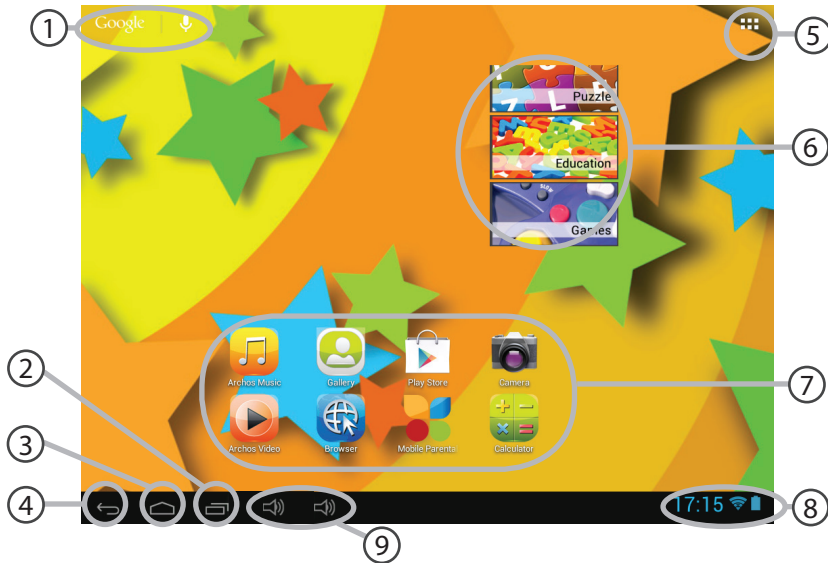 1
Google
5
Puzzle
6
Education
SLOW
Games
2
Archos Music
Gallery
Play Store
Camera
7
3
Archos Video
Browser
Mobile Parental
Calculator
4
17:15
8
9